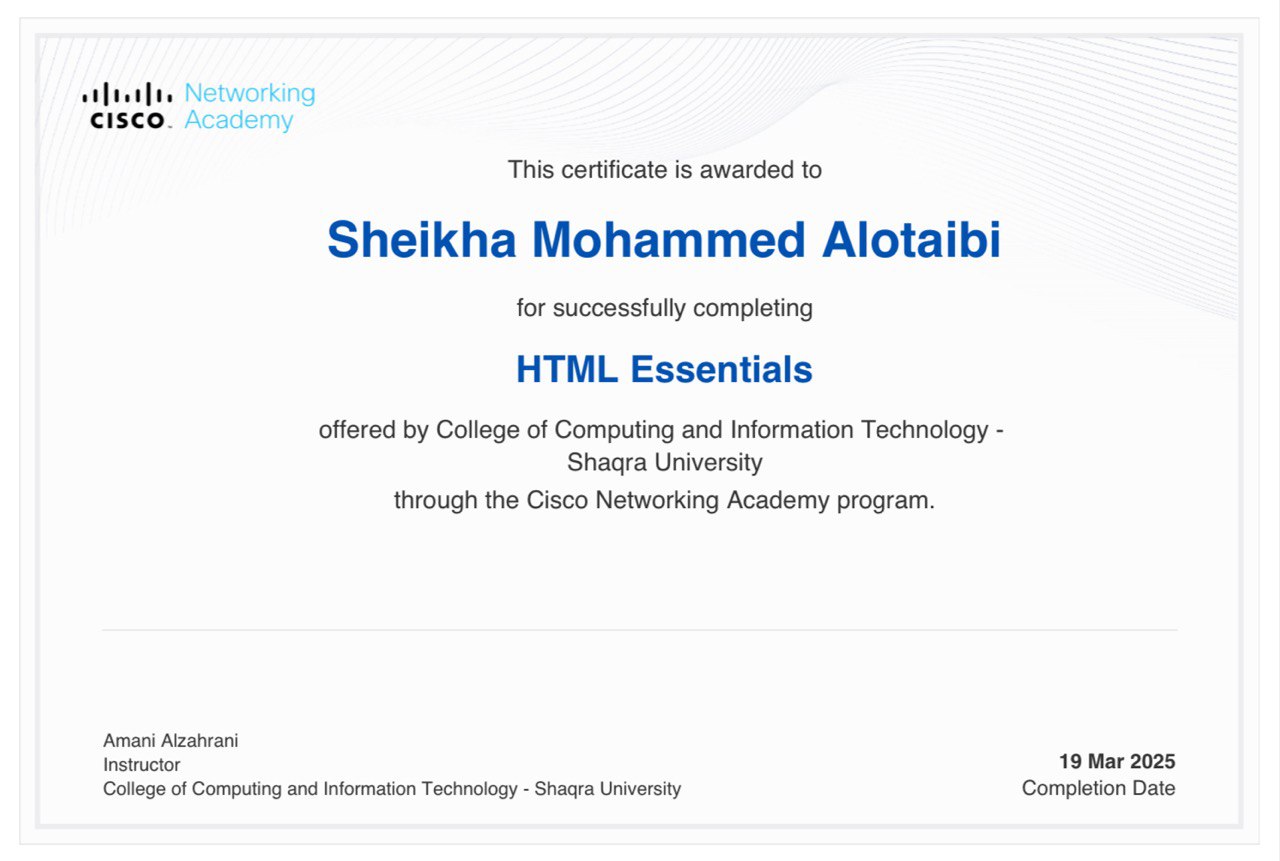 Networking
CISCO Academy
This certificate is awarded to
Sheikha Mohammed Alotaibi
for successfully completing
HTML Essentials
offered by College of Computing and Information Technology -
Shaqra University
through the Cisco Networking Academy program.
Amani Alzahrani
Instructor
College of Computing and Information Technology - Shaqra University
19 Mar 2025
Completion Date